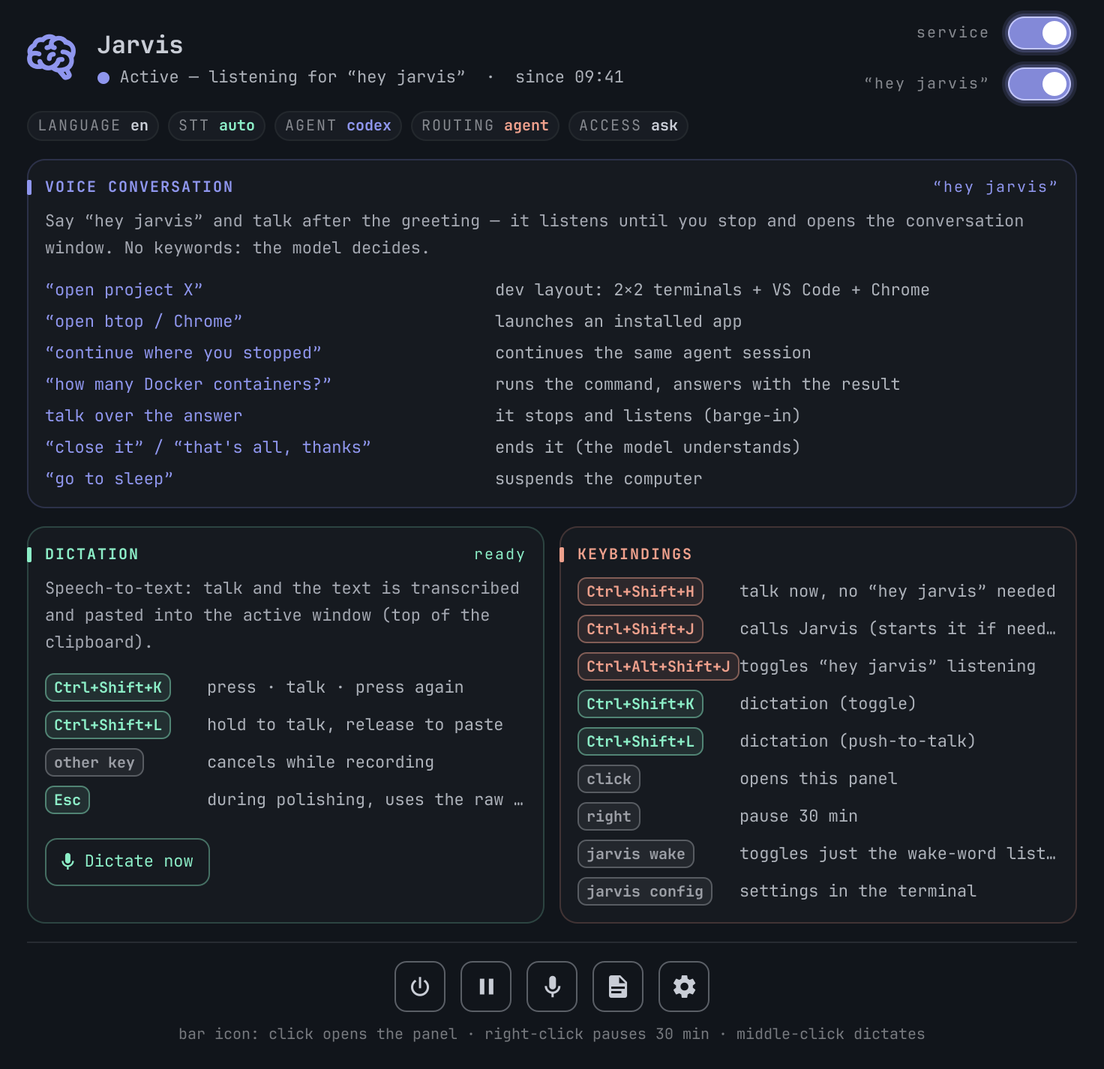 Jarvis
Active — listening for “hey jarvis” · since 09:41
service
“hey jarvis”
LANGUAGE en STT auto AGENT codex ROUTING agent ACCESS ask
VOICE CONVERSATION “hey jarvis”
Say “hey jarvis” and talk after the greeting — it listens until you stop and opens the conversation
window. No keywords: the model decides.
“open project X” dev layout: 2×2 terminals + VS Code + Chrome
“open btop / Chrome” launches an installed app
“continue where you stopped” continues the same agent session
“how many Docker containers?” runs the command, answers with the result
talk over the answer it stops and listens (barge-in)
“close it” / “that's all, thanks” ends it (the model understands)
“go to sleep” suspends the computer
DICTATION ready
Speech-to-text: talk and the text is transcribed
and pasted into the active window (top of the
clipboard).
Ctrl+Shift+K press · talk · press again
Ctrl+Shift+L hold to talk, release to paste
other key cancels while recording
Esc during polishing, uses the raw …
Dictate now
KEYBINDINGS
Ctrl+Shift+H talk now, no “hey jarvis” needed
Ctrl+Shift+J calls Jarvis (starts it if need…
Ctrl+Alt+Shift+J toggles “hey jarvis” listening
Ctrl+Shift+K dictation (toggle)
Ctrl+Shift+L dictation (push-to-talk)
click opens this panel
right pause 30 min
jarvis wake toggles just the wake-word list…
jarvis config settings in the terminal
bar icon: click opens the panel · right-click pauses 30 min · middle-click dictates